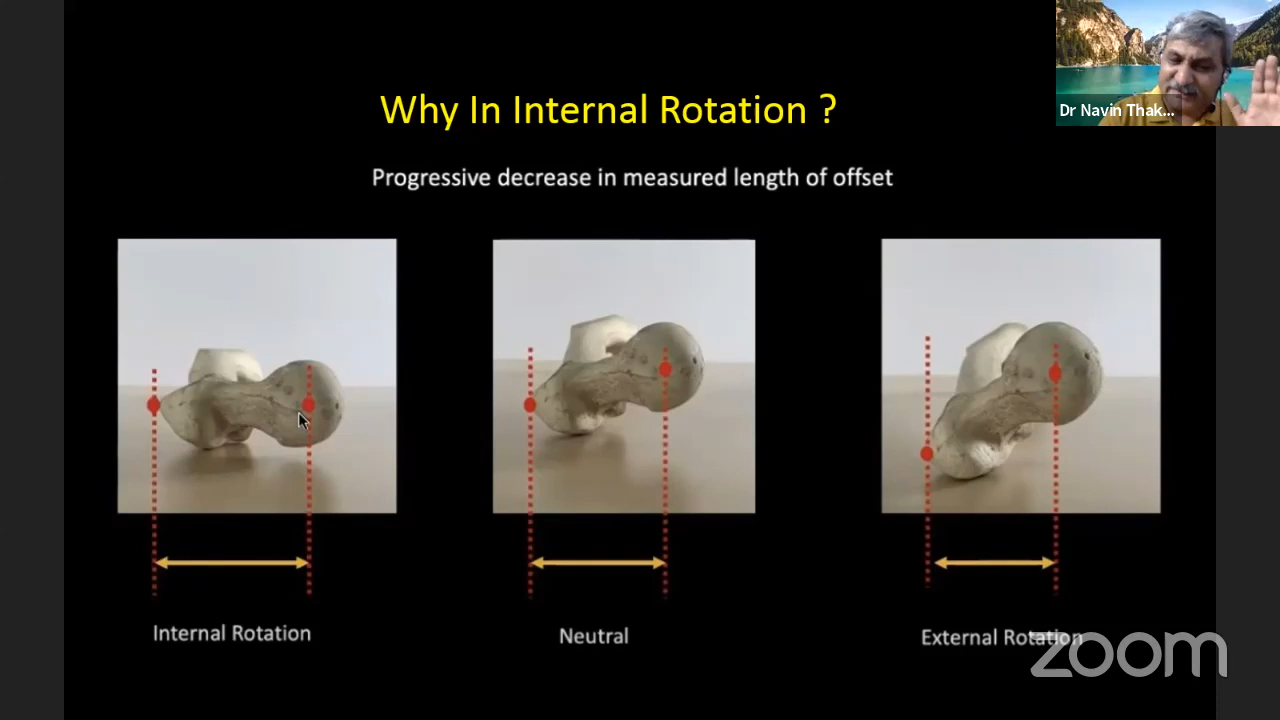 Dr Navin Thak...
Why In Internal Rotation ?
Progressive decrease in measured length of offset
Internal Rotation
Neutral
External Rotation
zoom